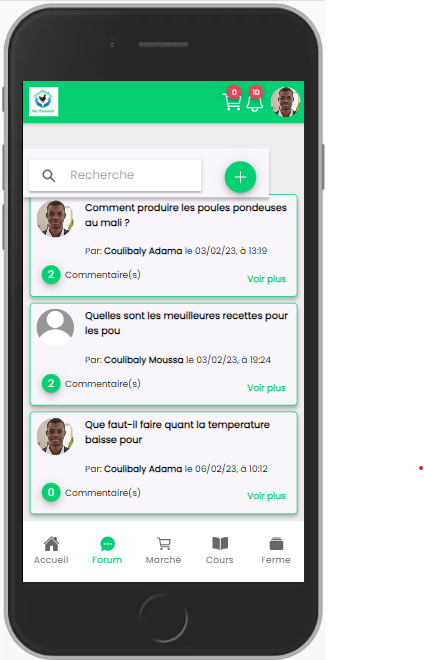 0
10
Recherche
+
Comment produire les poules pondeuses
au mali ?
Par: Coulibaly Adama le 03/02/23, à 13:19
2 Commentaire(s)
Voir plus
Quelles sont les meuilleures recettes pour
les pou
Par: Coulibaly Moussa le 03/02/23, à 19:24
2 Commentaire(s)
Voir plus
Que faut-il faire quant la temperature
baisse pour
Par: Coulibaly Adama le 06/02/23, à 10:12
0 Commentaire(s)
Voir plus
Accueil Forum Marché Cours Ferme